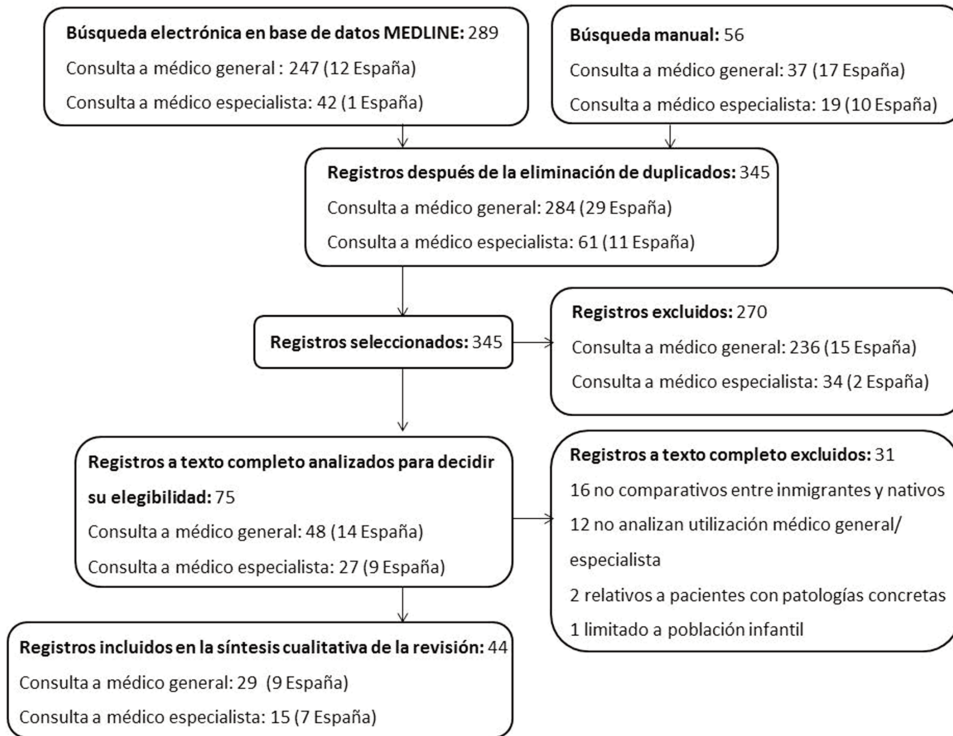 Búsqueda electrónica en base de datos MEDLINE: 289
Consulta a médico general : 247 (12 España)
Consulta a médico especialista: 42 (1 España)
Búsqueda manual: 56
Consulta a médico general: 37 (17 España)
Consulta a médico especialista: 19 (10 España)
Registros después de la eliminación de duplicados: 345
Consulta a médico general: 284 (29 España)
Consulta a médico especialista: 61 (11 España)
Registros seleccionados: 345
Registros excluidos: 270
Consulta a médico general: 236 (15 España)
Consulta a médico especialista: 34 (2 España)
Registros a texto completo analizados para decidir
su elegibilidad: 75
Consulta a médico general: 48 (14 España)
Consulta a médico especialista: 27 (9 España)
Registros a texto completo excluidos: 31
16 no comparativos entre inmigrantes y nativos
12 no analizan utilización médico general/
especialista
2 relativos a pacientes con patologías concretas
1 limitado a población infantil
Registros incluidos en la síntesis cualitativa de la revisión: 44
Consulta a médico general: 29 (9 España)
Consulta a médico especialista: 15 (7 España)